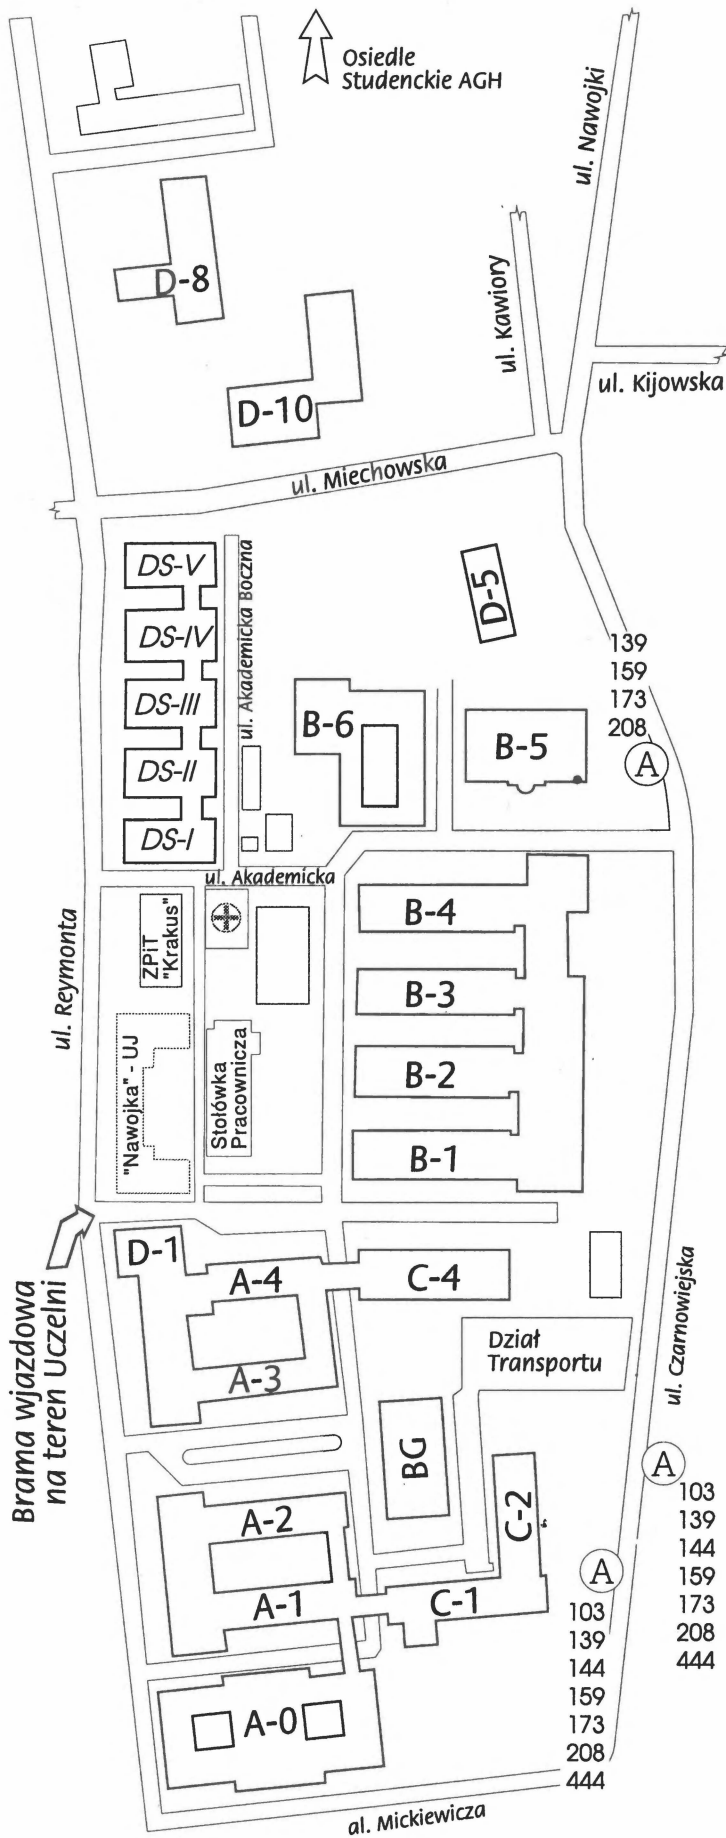 Osiedle
Studenckie AGH
ul. Nawojki
ul. Kawiory
ul. Kijowska
D-8
D-10
ul. Miechowska
DS-V
DS-IV
DS-III
DS-II
DS-I
ul. Akademicka Boczna
D-5
139
159
173
208
A
B-6
B-5
ul. Akademicka
ul. Reymonta
ZPiT
"Krakus"
"Nawojka" - UJ
Stołówka
Pracownicza
B-4
B-3
B-2
B-1
D-1
A-4
C-4
A-3
Brama wjazdowa
na teren Uczelni
Dział
Transportu
ul. Czarnowiejska
BG
C-2
A-2
A-1
C-1
A
103
139
144
159
173
208
444
A
103
139
144
159
173
208
444
A-0
al. Mickiewicza